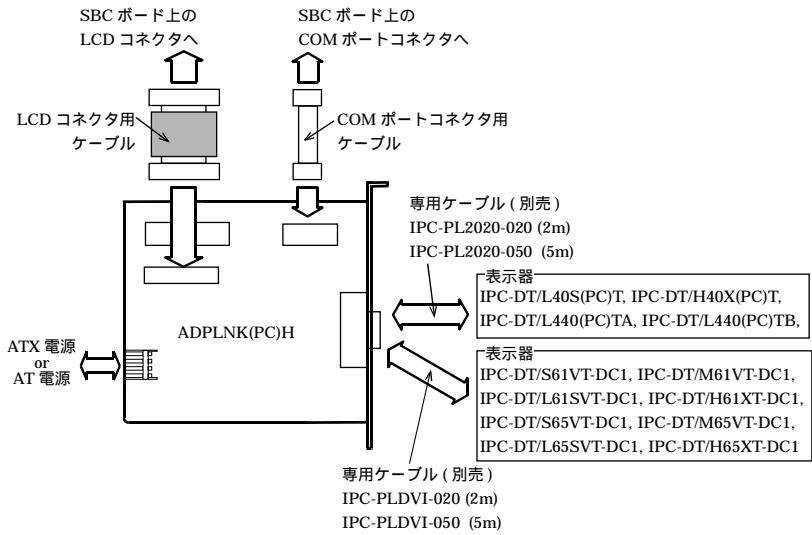 SBC ボード上の
LCD コネクタへ
SBC ボード上の
COM ポートコネクタへ
LCD コネクタ用
ケーブル
COM ポートコネクタ用
ケーブル
専用ケーブル ( 別売 )
IPC-PL2020-020 (2m)
IPC-PL2020-050 (5m)
表示器
IPC-DT/L40S(PC)T, IPC-DT/H40X(PC)T,
IPC-DT/L440(PC)TA, IPC-DT/L440(PC)TB,
ADPLNK(PC)H
ATX 電源
or
AT 電源
表示器
IPC-DT/S61VT-DC1, IPC-DT/M61VT-DC1,
IPC-DT/L61SVT-DC1, IPC-DT/H61XT-DC1,
IPC-DT/S65VT-DC1, IPC-DT/M65VT-DC1,
IPC-DT/L65SVT-DC1, IPC-DT/H65XT-DC1
専用ケーブル ( 別売 )
IPC-PLDVI-020 (2m)
IPC-PLDVI-050 (5m)